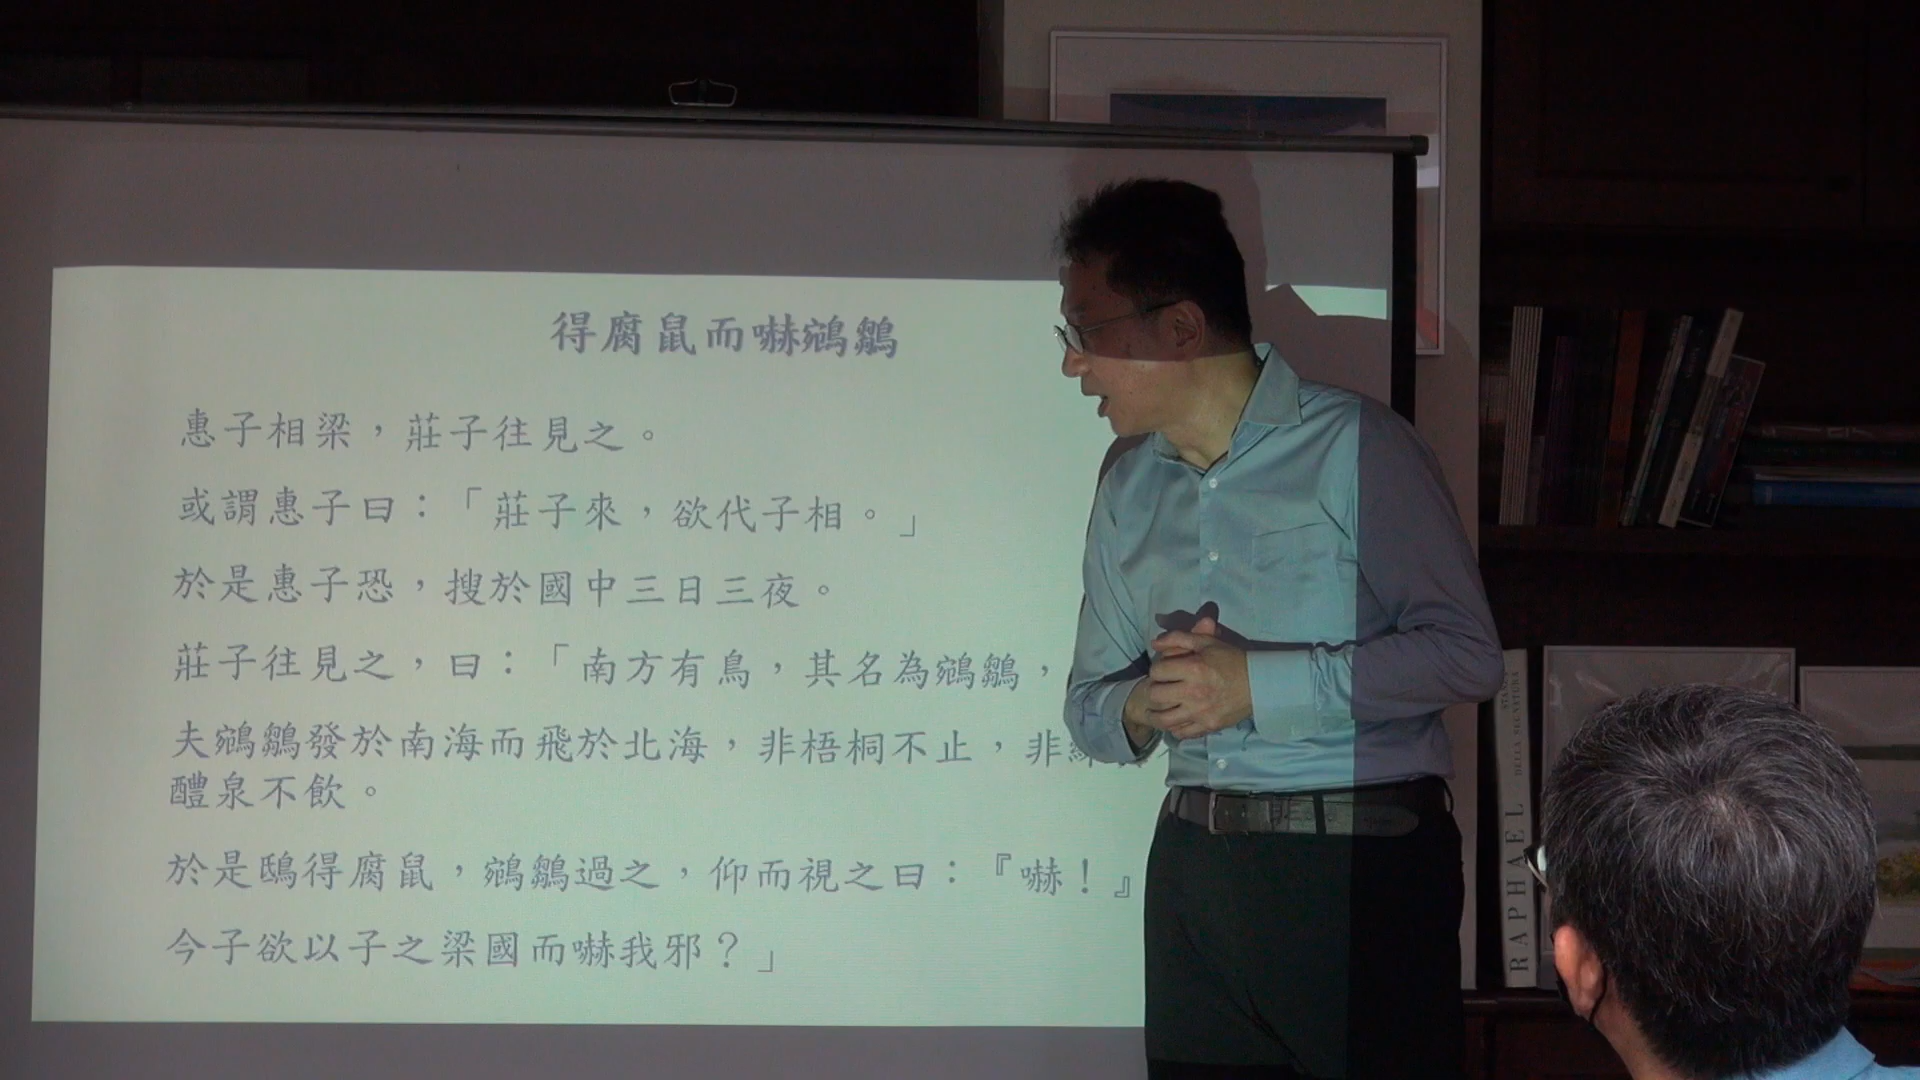 得腐鼠而嚇鵷鶵
惠子相梁，莊子往見之。
或謂惠子曰：「莊子來，欲代子相。」
於是惠子恐，搜於國中三日三夜。
莊子往見之，曰：「南方有鳥，其名為鵷鶵，
夫鵷鶵發於南海而飛於北海，非梧桐不止，非
醴泉不飲。
於是鴟得腐鼠，鵷鶵過之，仰而視之曰：『嚇！』
今子欲以子之梁國而嚇我邪？」
STANZA
DELLA SEGNATURA
RAPHAEL